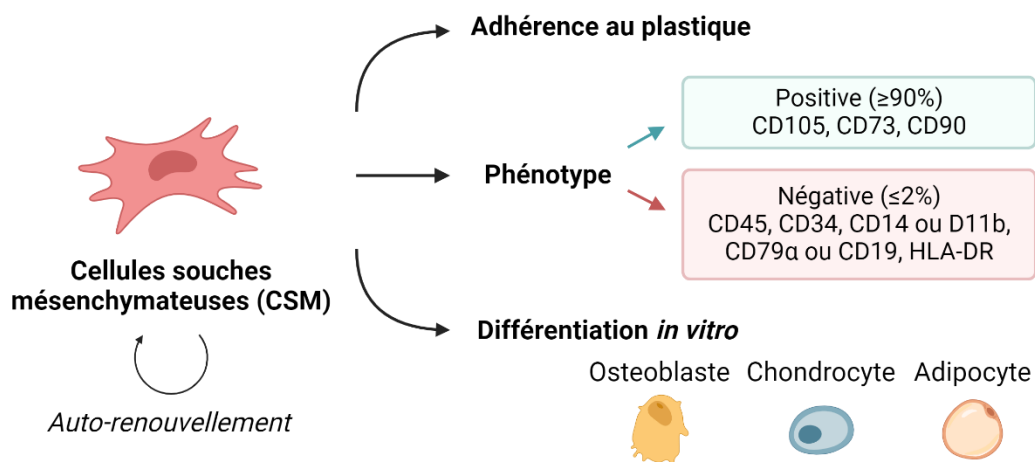 Adhérence au plastique
Positive (≥90%)
CD105, CD73, CD90
Phénotype
Négative (≤2%)
CD45, CD34, CD14 ou D11b,
CD79α ou CD19, HLA-DR
Cellules souches
mésenchymateuses (CSM)
Auto-renouvellement
Différentiation in vitro
Osteoblaste Chondrocyte Adipocyte